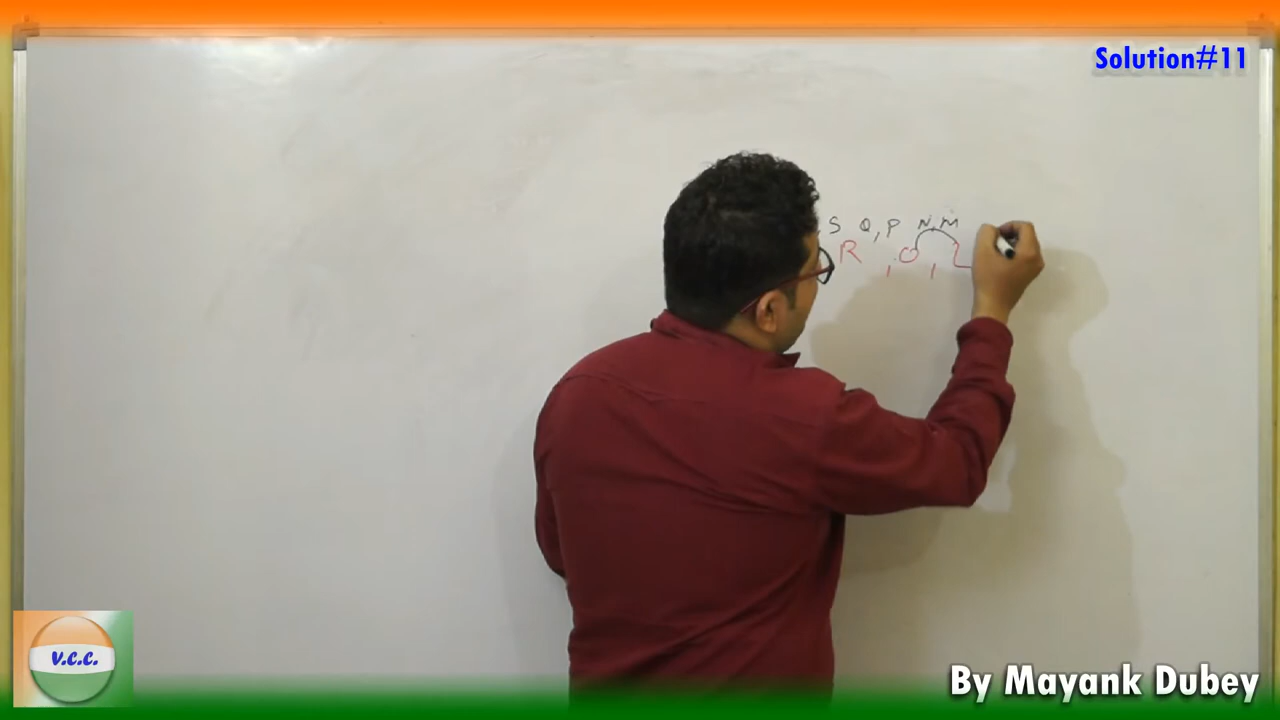 Solution#11
S Q, P N, M
R , O , L
V.C.C.
By Mayank Dubey